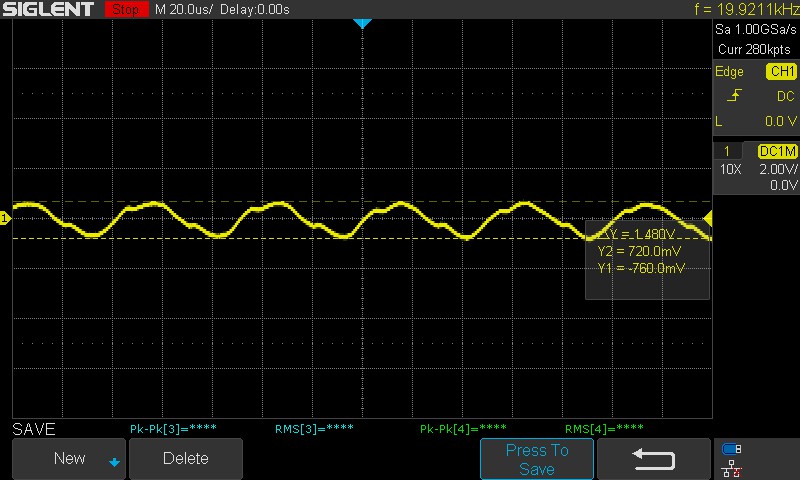 SIGLENT Stop M 20.0us/ Delay:0.00s f = 19.9211kHz
Sa 1.00GSa/s
Curr 280kpts
Edge CH1
DC
L 0.0 V
1 DC1M
10X 2.00V/
0.0V
1
ΔY = 1.480V
Y2 = 720.0mV
Y1 = -760.0mV
SAVE Pk-Pk[3]=**** RMS[3]=**** Pk-Pk[4]=**** RMS[4]=****
New Delete Press To
Save